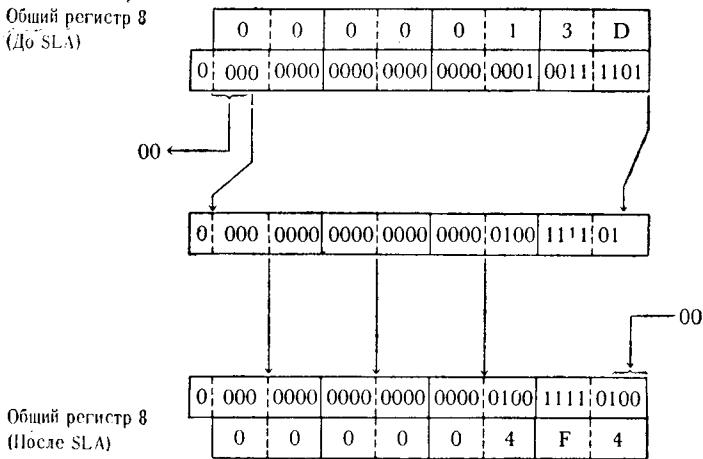 Общий регистр 8
(До SLA)
0 0 0 0 0 1 3 D
0 000 0000 0000 0000 0000 0001 0011 1101
00
0 000 0000 0000 0000 0000 0100 1111 01
00
0 000 0000 0000 0000 0000 0100 1111 0100
Общий регистр 8
(После SLA)
0 0 0 0 0 4 F 4